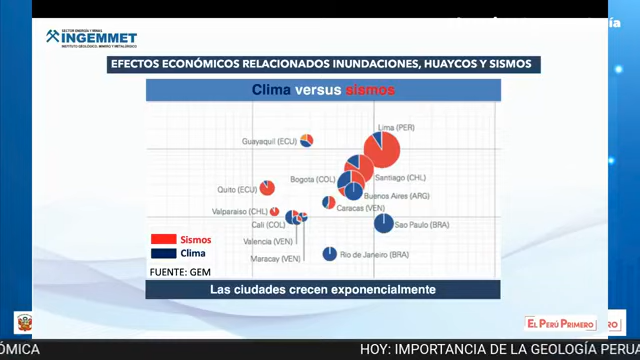 SECTOR ENERGÍA Y MINAS
INGEMMET
INSTITUTO GEOLÓGICO, MINERO Y METALÚRGICO
EFECTOS ECONÓMICOS RELACIONADOS INUNDACIONES, HUAYCOS Y SISMOS
Clima versus sismos
Lima (PER)
Guayaquil (ECU)
Bogota (COL)
Santiago (CHL)
Quito (ECU)
Buenos Aires (ARG)
Valparaiso (CHL)
Caracas (VEN)
Cali (COL)
Sao Paulo (BRA)
Sismos
Valencia (VEN)
Clima
Maracay (VEN)
Rio de Janeiro (BRA)
FUENTE: GEM
Las ciudades crecen exponencialmente
EL PERÚ PRIMERO
ÓMICA
HOY: IMPORTANCIA DE LA GEOLOGÍA PERUA